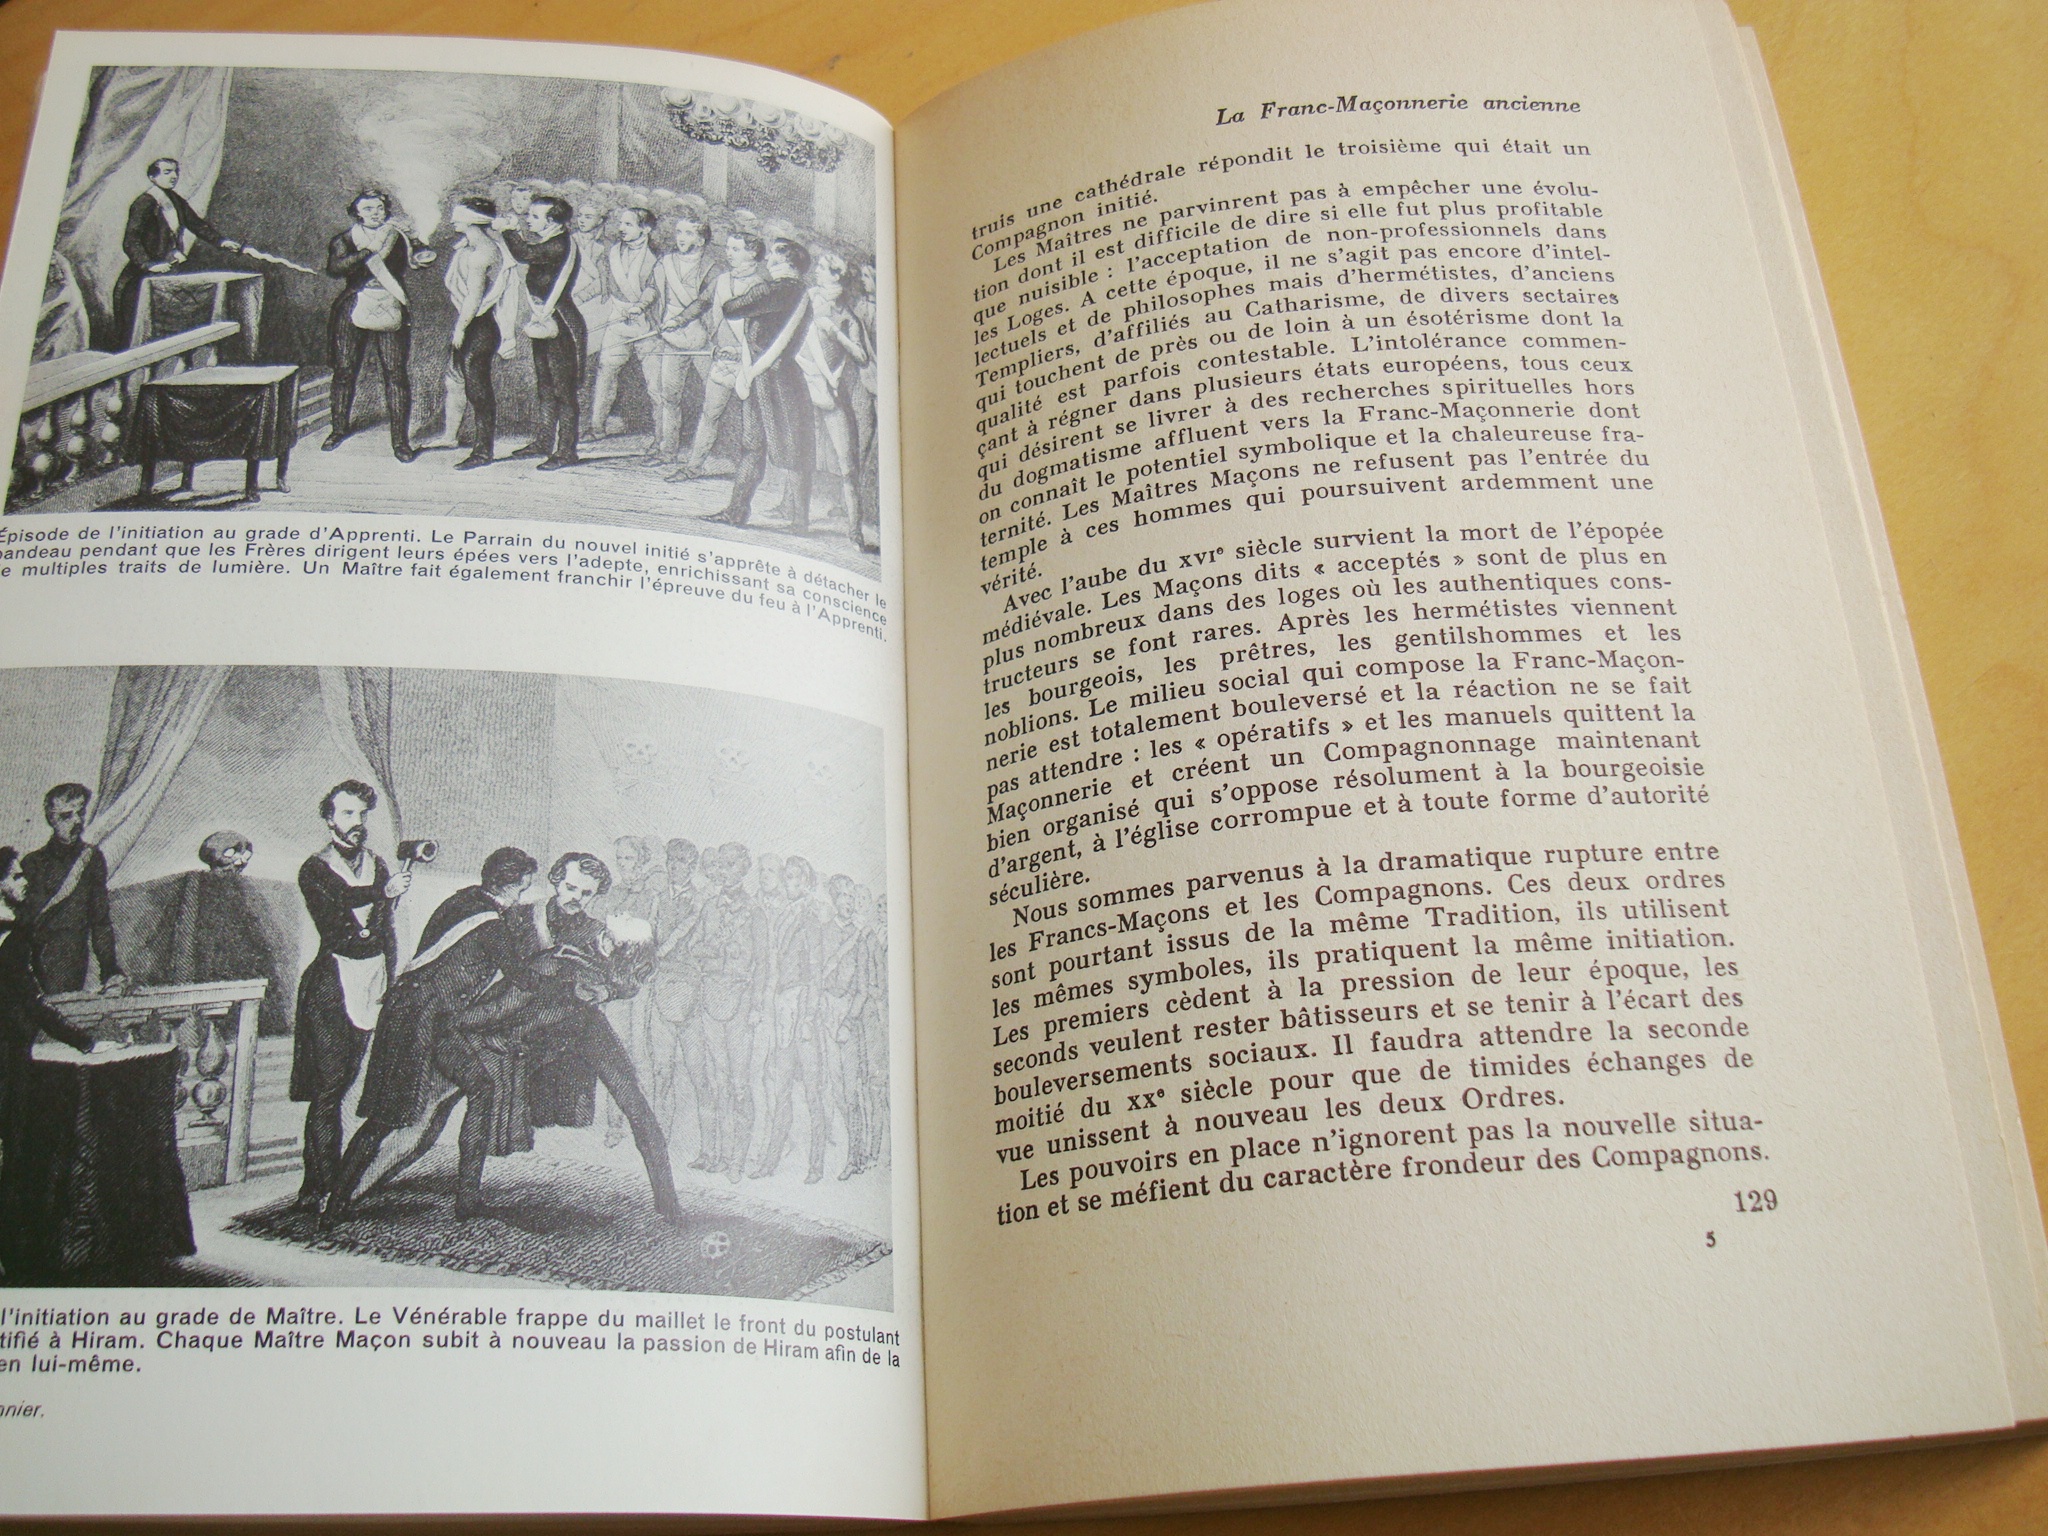 Épisode de l'initiation au grade d'Apprenti. Le Parrain du nouvel initié s'apprête à détacher le
bandeau pendant que les Frères dirigent leurs épées vers l'adepte, enrichissant sa conscience
de multiples traits de lumière. Un Maître fait également franchir l'épreuve du feu à l'Apprenti.
l'initiation au grade de Maître. Le Vénérable frappe du maillet le front du postulant
tifié à Hiram. Chaque Maître Maçon subit à nouveau la passion de Hiram afin de la
en lui-même.
nnier.
La Franc-Maçonnerie ancienne
truis une cathédrale répondit le troisième qui était un
Compagnon initié.
Les Maîtres ne parvinrent pas à empêcher une évolu-
tion dont il est difficile de dire si elle fut plus profitable
que nuisible : l'acceptation de non-professionnels dans
les Loges. A cette époque, il ne s'agit pas encore d'intel-
lectuels et de philosophes mais d'hermétistes, d'anciens
Templiers, d'affiliés au Catharisme, de divers sectaires
qui touchent de près ou de loin à un ésotérisme dont la
qualité est parfois contestable. L'intolérance commen-
çant à régner dans plusieurs états européens, tous ceux
qui désirent se livrer à des recherches spirituelles hors
du dogmatisme affluent vers la Franc-Maçonnerie dont
on connaît le potentiel symbolique et la chaleureuse fra-
ternité. Les Maîtres Maçons ne refusent pas l'entrée du
temple à ces hommes qui poursuivent ardemment une
vérité.
Avec l'aube du XVIe siècle survient la mort de l'épopée
médiévale. Les Maçons dits « acceptés » sont de plus en
plus nombreux dans des loges où les authentiques cons-
tructeurs se font rares. Après les hermétistes viennent
les bourgeois, les prêtres, les gentilshommes et les
noblions. Le milieu social qui compose la Franc-Maçon-
nerie est totalement bouleversé et la réaction ne se fait
pas attendre : les « opératifs » et les manuels quittent la
Maçonnerie et créent un Compagnonnage maintenant
bien organisé qui s'oppose résolument à la bourgeoisie
d'argent, à l'église corrompue et à toute forme d'autorité
séculière.
Nous sommes parvenus à la dramatique rupture entre
les Francs-Maçons et les Compagnons. Ces deux ordres
sont pourtant issus de la même Tradition, ils utilisent
les mêmes symboles, ils pratiquent la même initiation.
Les premiers cèdent à la pression de leur époque, les
seconds veulent rester bâtisseurs et se tenir à l'écart des
bouleversements sociaux. Il faudra attendre la seconde
moitié du XXe siècle pour que de timides échanges de
vue unissent à nouveau les deux Ordres.
Les pouvoirs en place n'ignorent pas la nouvelle situa-
tion et se méfient du caractère frondeur des Compagnons.
129
5